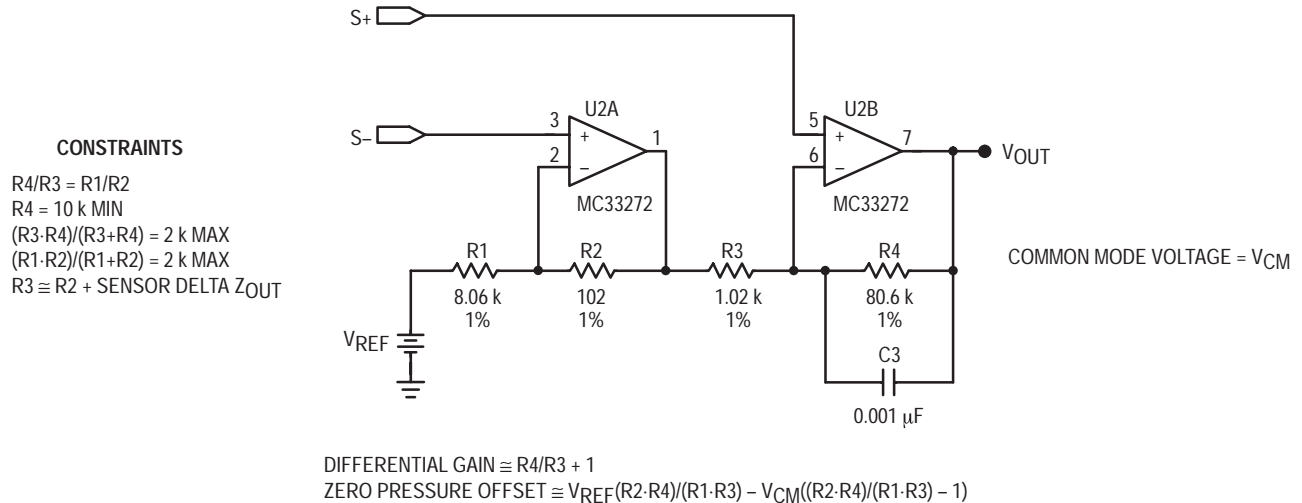 S+
U2A
U2B
S–
3
+
2
–
1
5
+
6
–
7
VOUT
MC33272
MC33272
CONSTRAINTS
R4/R3 = R1/R2
R4 = 10 k MIN
(R3·R4)/(R3+R4) = 2 k MAX
(R1·R2)/(R1+R2) = 2 k MAX
R3 ≅ R2 + SENSOR DELTA ZOUT
R1
8.06 k
1%
R2
102
1%
R3
1.02 k
1%
R4
80.6 k
1%
COMMON MODE VOLTAGE = VCM
VREF
C3
0.001 μF
DIFFERENTIAL GAIN ≅ R4/R3 + 1
ZERO PRESSURE OFFSET ≅ VREF(R2·R4)/(R1·R3) – VCM((R2·R4)/(R1·R3) – 1)